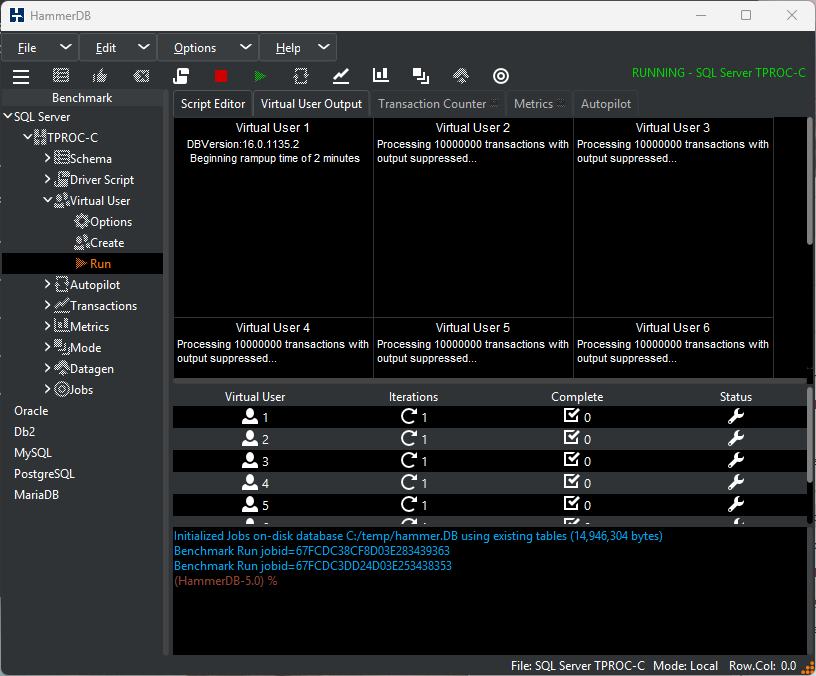 HammerDB
File Edit Options Help
RUNNING - SQL Server TPROC-C
Benchmark
SQL Server
TPROC-C
Schema
Driver Script
Virtual User
Options
Create
Run
Autopilot
Transactions
Metrics
Mode
Datagen
Jobs
Oracle
Db2
MySQL
PostgreSQL
MariaDB
Script Editor Virtual User Output Transaction Counter Metrics Autopilot
Virtual User 1
DBVersion:16.0.1135.2
Beginning rampup time of 2 minutes
Virtual User 2
Processing 10000000 transactions with
output suppressed...
Virtual User 3
Processing 10000000 transactions with
output suppressed...
Virtual User 4
Processing 10000000 transactions with
output suppressed...
Virtual User 5
Processing 10000000 transactions with
output suppressed...
Virtual User 6
Processing 10000000 transactions with
output suppressed...
Virtual User Iterations Complete Status
1 1 0
2 1 0
3 1 0
4 1 0
5 1 0
Initialized Jobs on-disk database C:/temp/hammer.DB using existing tables (14,946,304 bytes)
Benchmark Run jobid=67FCDC38CF8D03E283439363
Benchmark Run jobid=67FCDC3DD24D03E253438353
(HammerDB-5.0) %
File: SQL Server TPROC-C Mode: Local Row.Col: 0.0